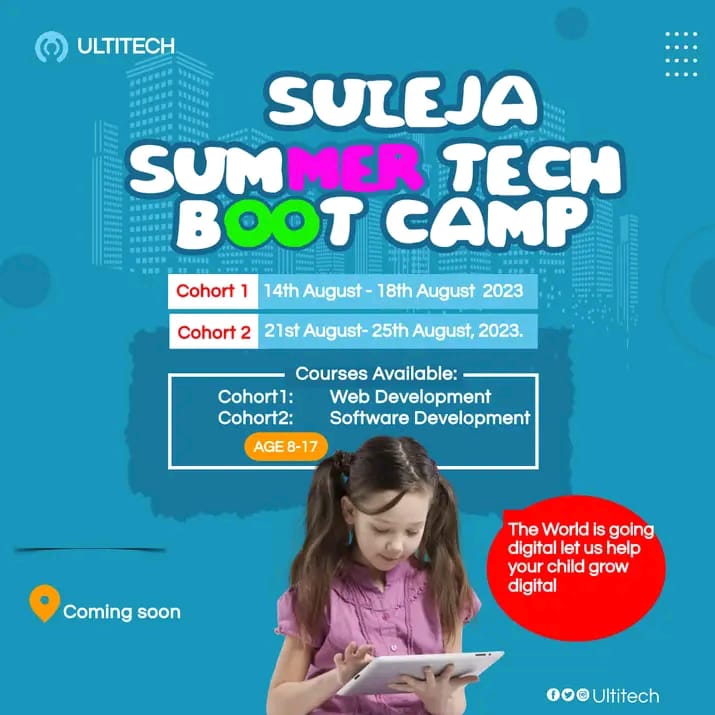 ULTITECH
SULEJA
SUMMER TECH
BOOT CAMP
Cohort 1 14th August - 18th August 2023
Cohort 2 21st August- 25th August, 2023.
Courses Available:
Cohort1: Web Development
Cohort2: Software Development
AGE 8-17
The World is going
digital let us help
your child grow
digital
Coming soon
Ultitech